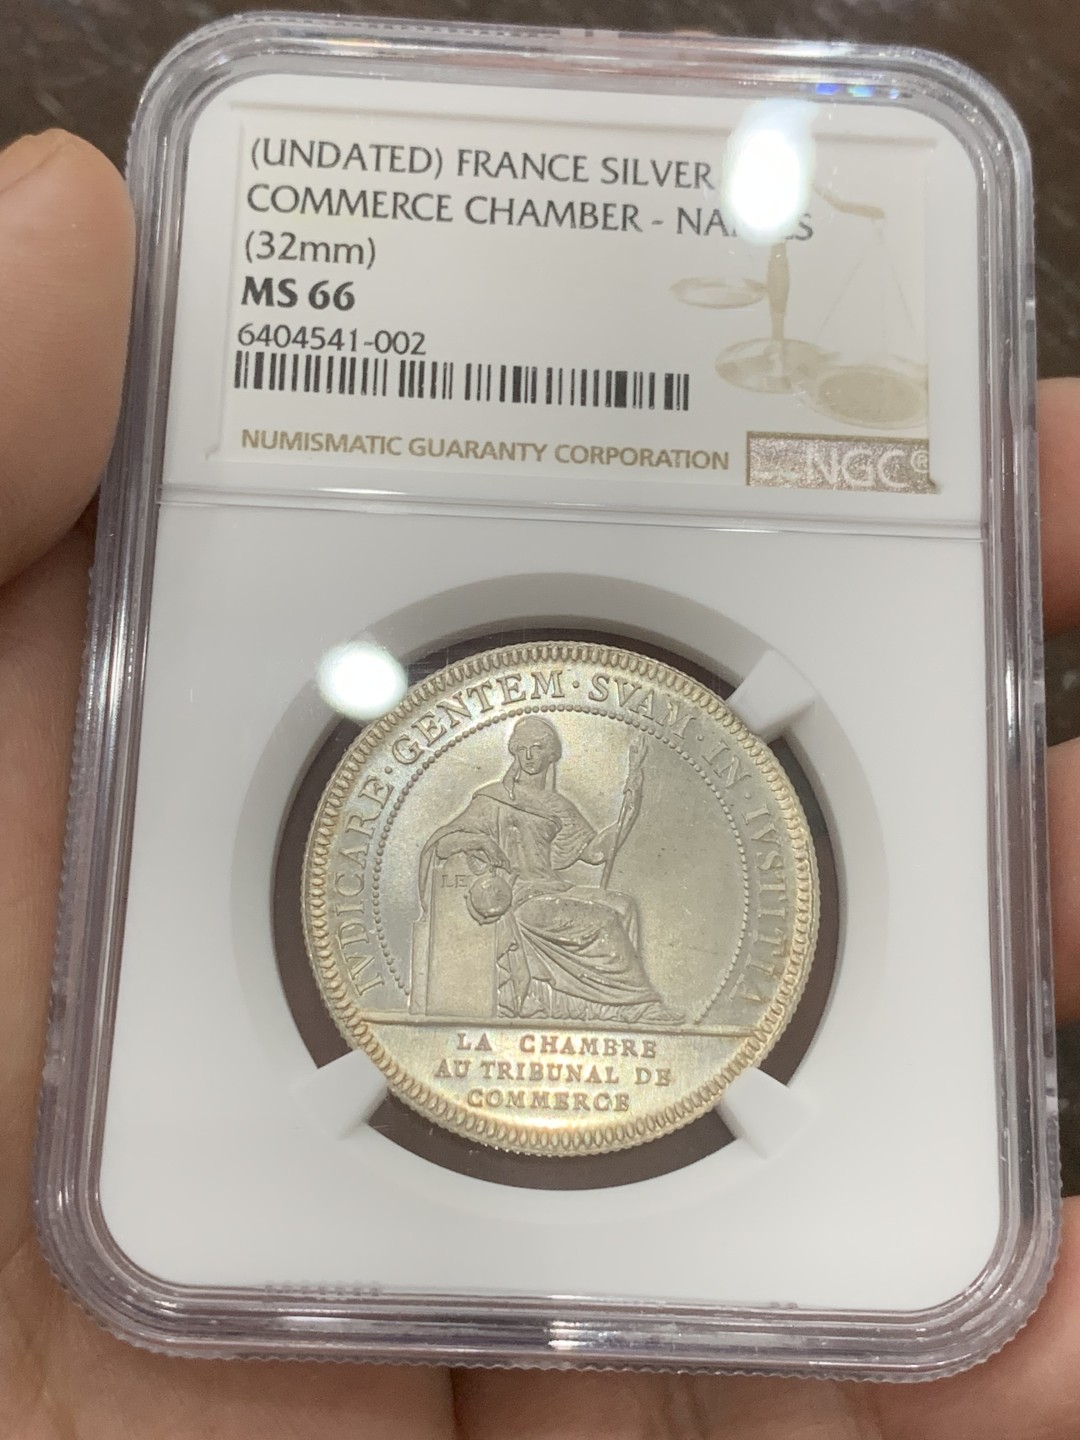 (UNDATED) FRANCE SILVER
COMMERCE CHAMBER -
(32mm)
MS 66
6404541-002
NUMISMATIC GUARANTY CORPORATION
NGC®
IVDICARE · GENTEM · SVAM · IN · IVSTITIA
LE
LA CHAMBRE
AU TRIBUNAL DE
COMMERCE